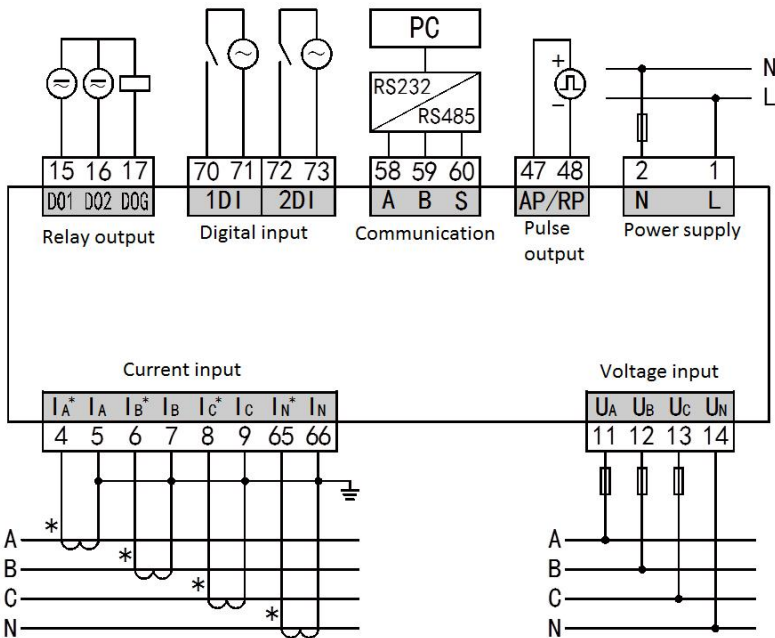 PC
N
L
RS232
RS485
+
−
15 16 17
70 71 72 73
58 59 60
47 48
2 1
DO1 DO2 DOG
1DI 2DI
A B S
AP/RP
N L
Relay output
Digital input
Communication
Pulse
output
Power supply
Current input
Voltage input
IA* IA IB* IB IC* IC IN* IN
UA UB UC UN
4 5 6 7 8 9 65 66
11 12 13 14
*
A
*
B
*
C
*
N
A
B
C
N